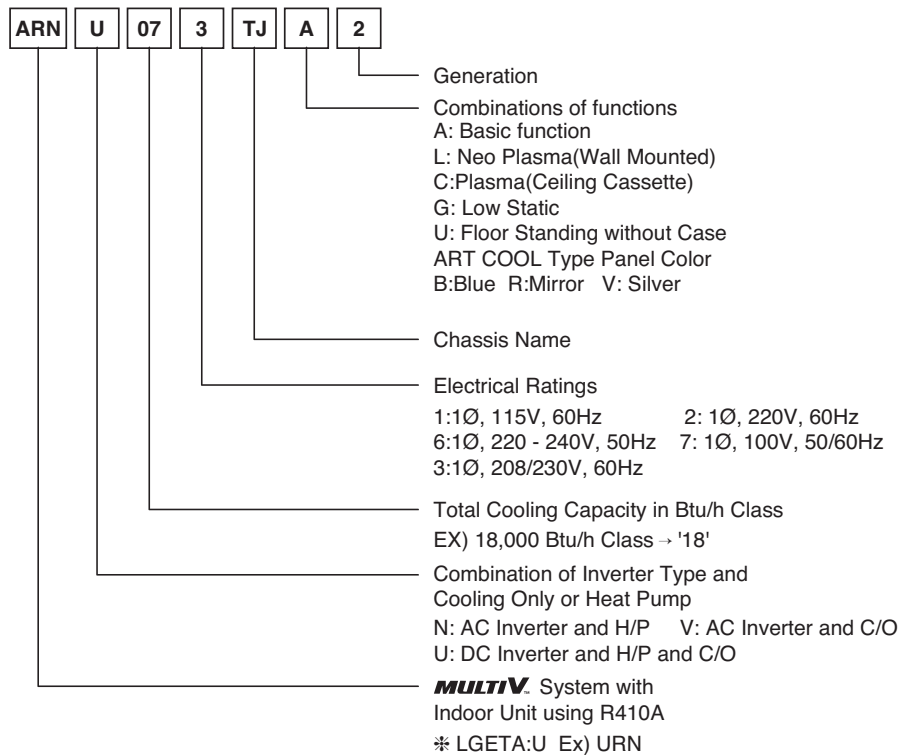 ARN U 07 3 TJ A 2
Generation
Combinations of functions
A: Basic function
L: Neo Plasma(Wall Mounted)
C:Plasma(Ceiling Cassette)
G: Low Static
U: Floor Standing without Case
ART COOL Type Panel Color
B:Blue R:Mirror V: Silver
Chassis Name
Electrical Ratings
1:1Ø, 115V, 60Hz 2: 1Ø, 220V, 60Hz
6:1Ø, 220 - 240V, 50Hz 7: 1Ø, 100V, 50/60Hz
3:1Ø, 208/230V, 60Hz
Total Cooling Capacity in Btu/h Class
EX) 18,000 Btu/h Class → '18'
Combination of Inverter Type and
Cooling Only or Heat Pump
N: AC Inverter and H/P V: AC Inverter and C/O
U: DC Inverter and H/P and C/O
MULTI V™ System with
Indoor Unit using R410A
❈ LGETA:U Ex) URN